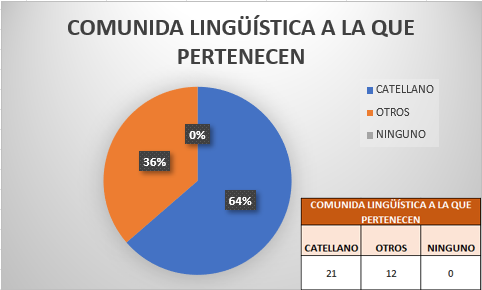 COMUNIDA LINGÜÍSTICA A LA QUE
PERTENECEN
CATELLANO
OTROS
NINGUNO
0%
36%
64%
COMUNIDA LINGÜÍSTICA A LA QUE
PERTENECEN
CATELLANO OTROS NINGUNO
21 12 0